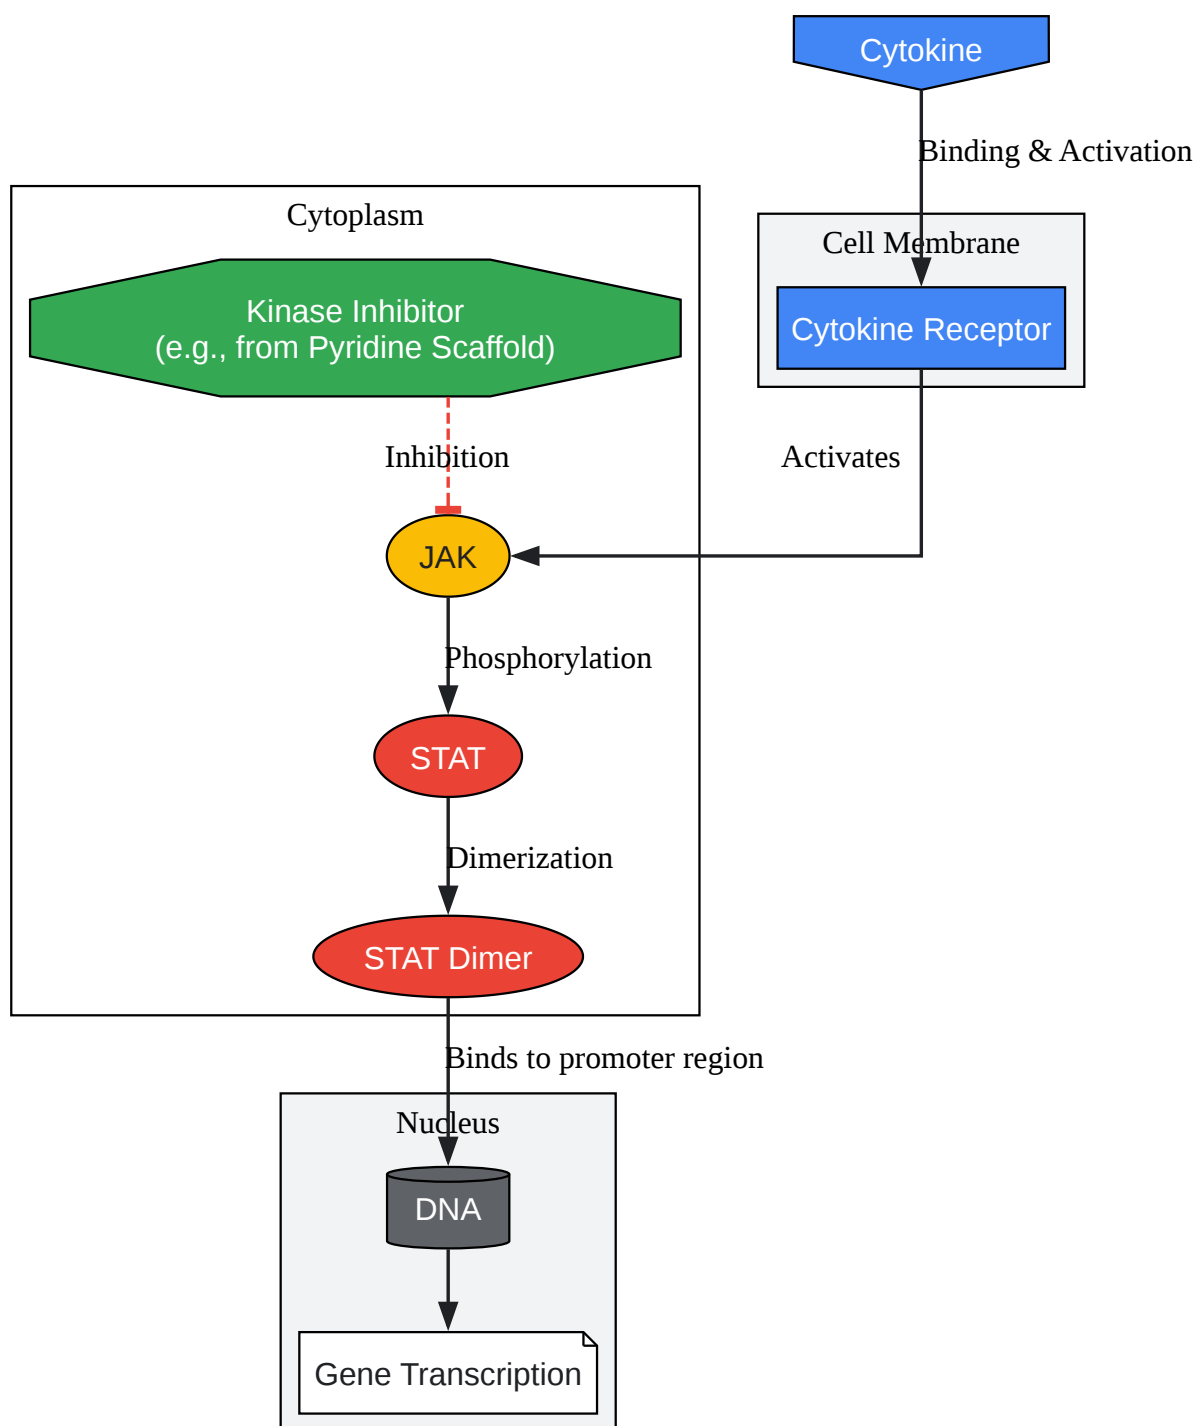 Cytokine
Binding & Activation
Cytoplasm
Cell Membrane
Kinase Inhibitor
(e.g., from Pyridine Scaffold)
Cytokine Receptor
Inhibition
Activates
JAK
Phosphorylation
STAT
Dimerization
STAT Dimer
Binds to promoter region
Nucleus
DNA
Gene Transcription